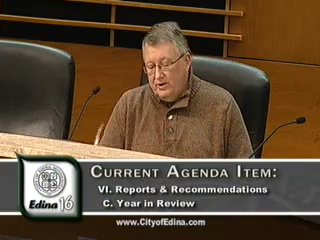 Current Agenda Item:
VI. Reports & Recommendations
C. Year in Review
Edina 16
www.CityofEdina.com